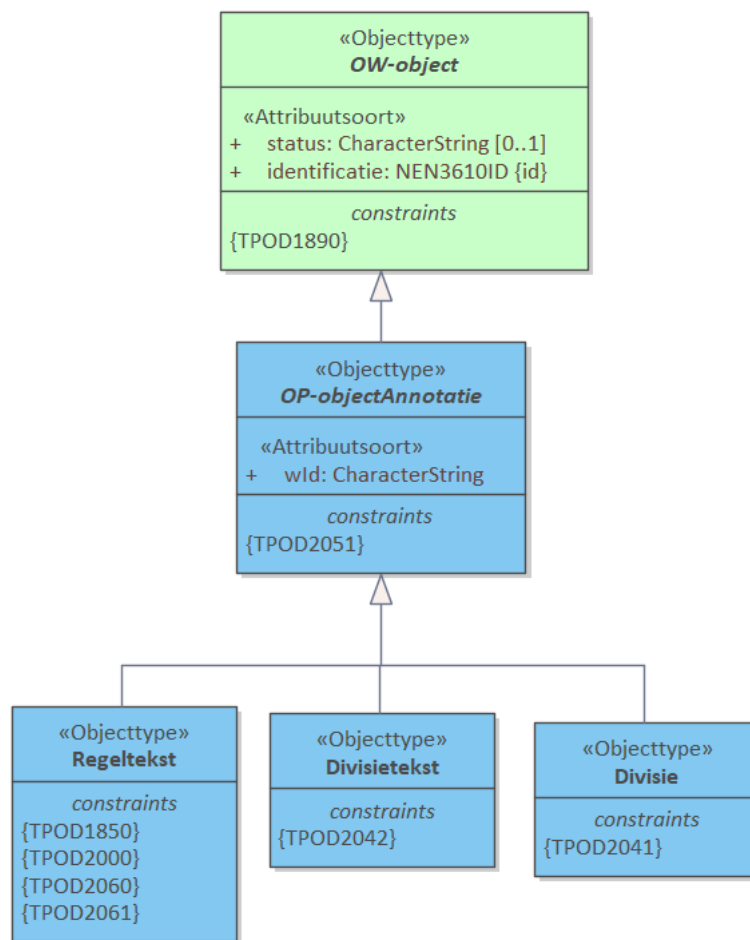 «Objecttype»
OW-object
«Attribuutsoort»
+ status: CharacterString [0..1]
+ identificatie: NEN3610ID {id}
constraints
{TPOD1890}
«Objecttype»
OP-objectAnnotatie
«Attribuutsoort»
+ wId: CharacterString
constraints
{TPOD2051}
«Objecttype»
Regeltekst
constraints
{TPOD1850}
{TPOD2000}
{TPOD2060}
{TPOD2061}
«Objecttype»
Divisietekst
constraints
{TPOD2042}
«Objecttype»
Divisie
constraints
{TPOD2041}